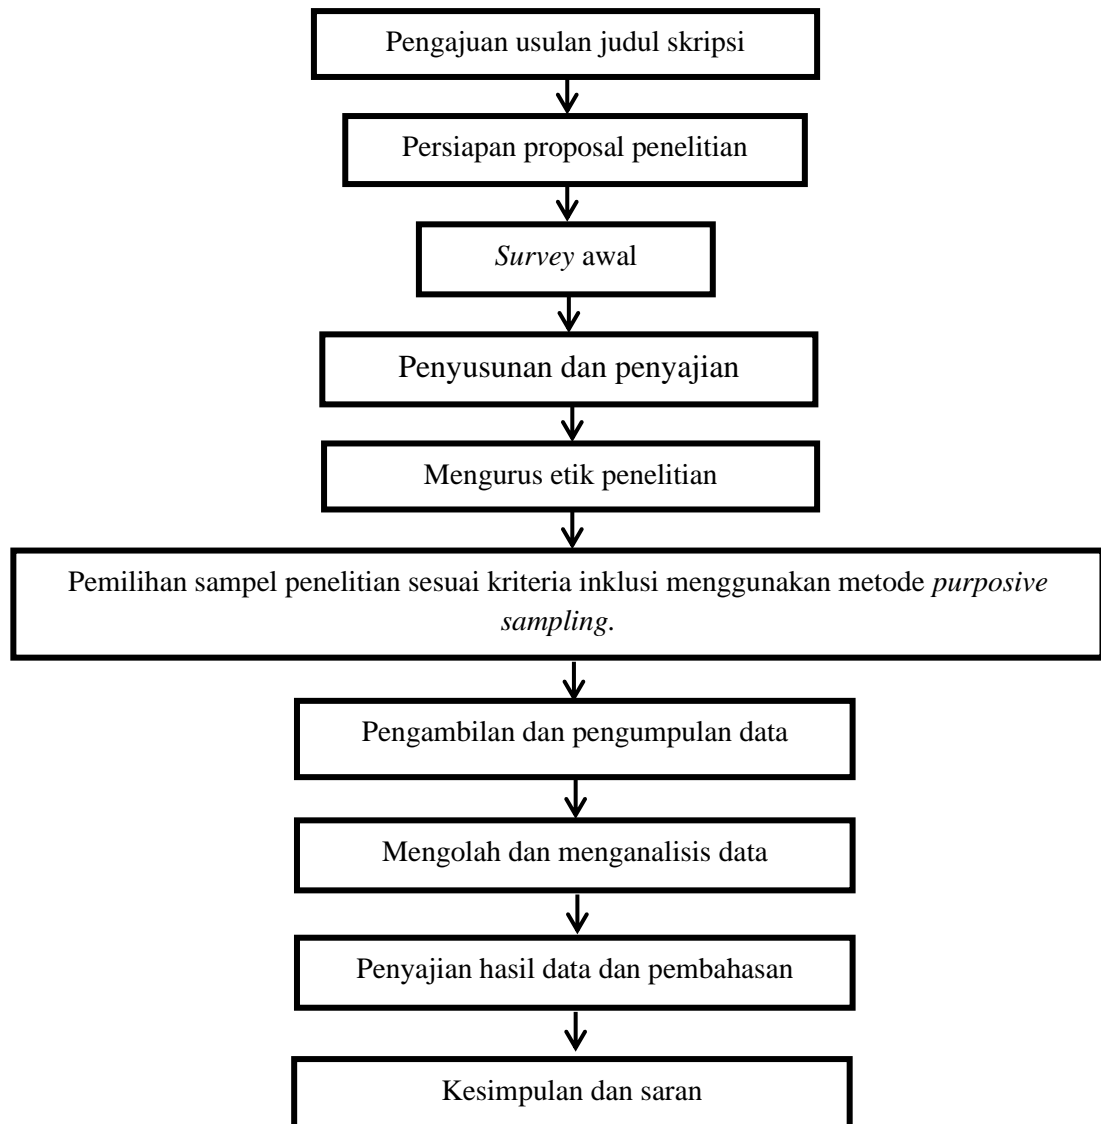 Pengajuan usulan judul skripsi
Persiapan proposal penelitian
Survey awal
Penyusunan dan penyajian
Mengurus etik penelitian
Pemilihan sampel penelitian sesuai kriteria inklusi menggunakan metode purposive
sampling.
Pengambilan dan pengumpulan data
Mengolah dan menganalisis data
Penyajian hasil data dan pembahasan
Kesimpulan dan saran